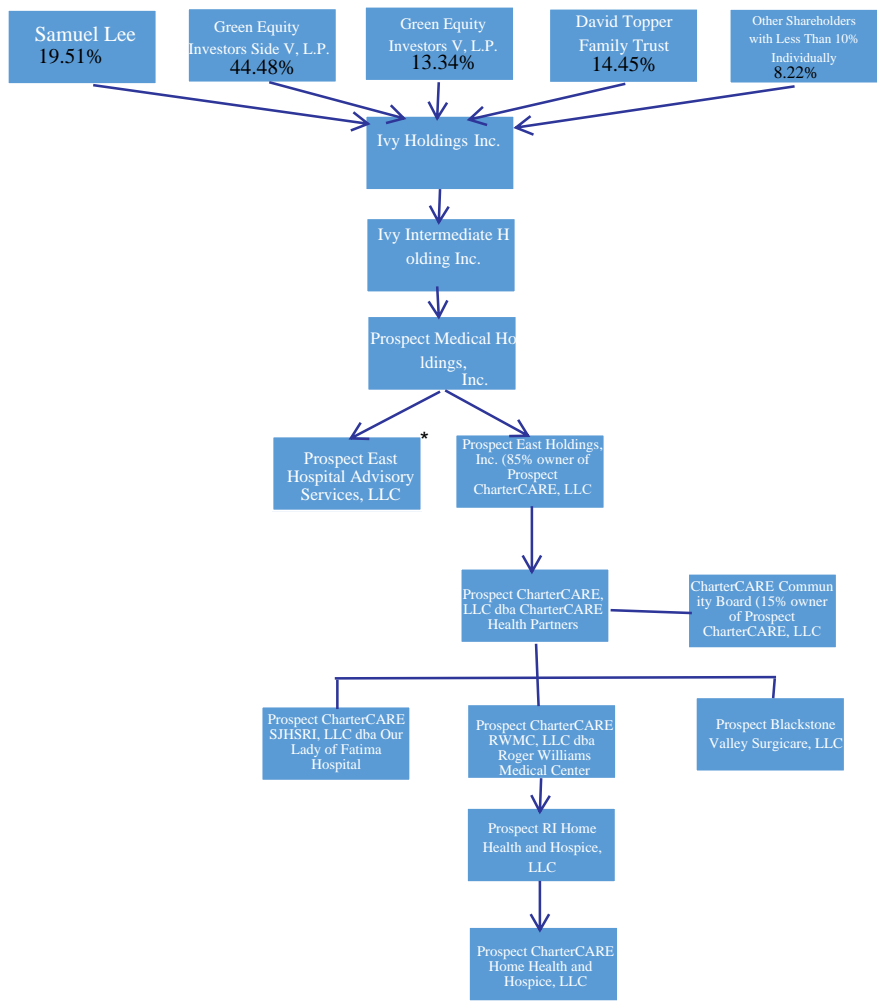 Samuel Lee
19.51%
Green Equity
Investors Side V, L.P.
44.48%
Green Equity
Investors V, L.P.
13.34%
David Topper
Family Trust
14.45%
Other Shareholders
with Less Than 10%
Individually
8.22%
Ivy Holdings Inc.
Ivy Intermediate H
olding Inc.
Prospect Medical Ho
ldings,
Inc.
*
Prospect East
Hospital Advisory
Services, LLC
Prospect East Holdings,
Inc. (85% owner of
Prospect
CharterCARE, LLC
Prospect CharterCARE,
LLC dba CharterCARE
Health Partners
CharterCARE Commun
ity Board (15% owner
of Prospect
CharterCARE, LLC
Prospect CharterCARE
SJHSRI, LLC dba Our
Lady of Fatima
Hospital
Prospect CharterCARE
RWMC, LLC dba
Roger Williams
Medical Center
Prospect Blackstone
Valley Surgicare, LLC
Prospect RI Home
Health and Hospice,
LLC
Prospect CharterCARE
Home Health and
Hospice, LLC